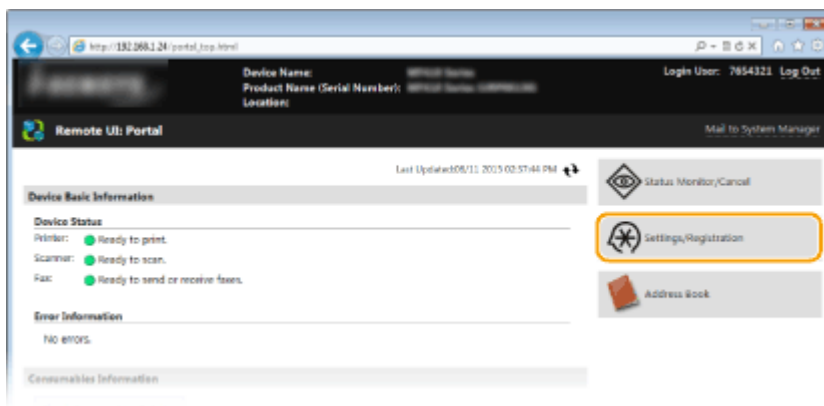 http://192.168.1.24/portal_top.html
Device Name:
Product Name (Serial Number):
Location:
Login User: 7654321 Log Out
Remote UI: Portal
Mail to System Manager
Last Updated:08/11 2015 02:57:44 PM
Device Basic Information
Device Status
Printer: Ready to print.
Scanner: Ready to scan.
Fax: Ready to send or receive faxes.
Error Information
No errors.
Consumables Information
Status Monitor/Cancel
Settings/Registration
Address Book